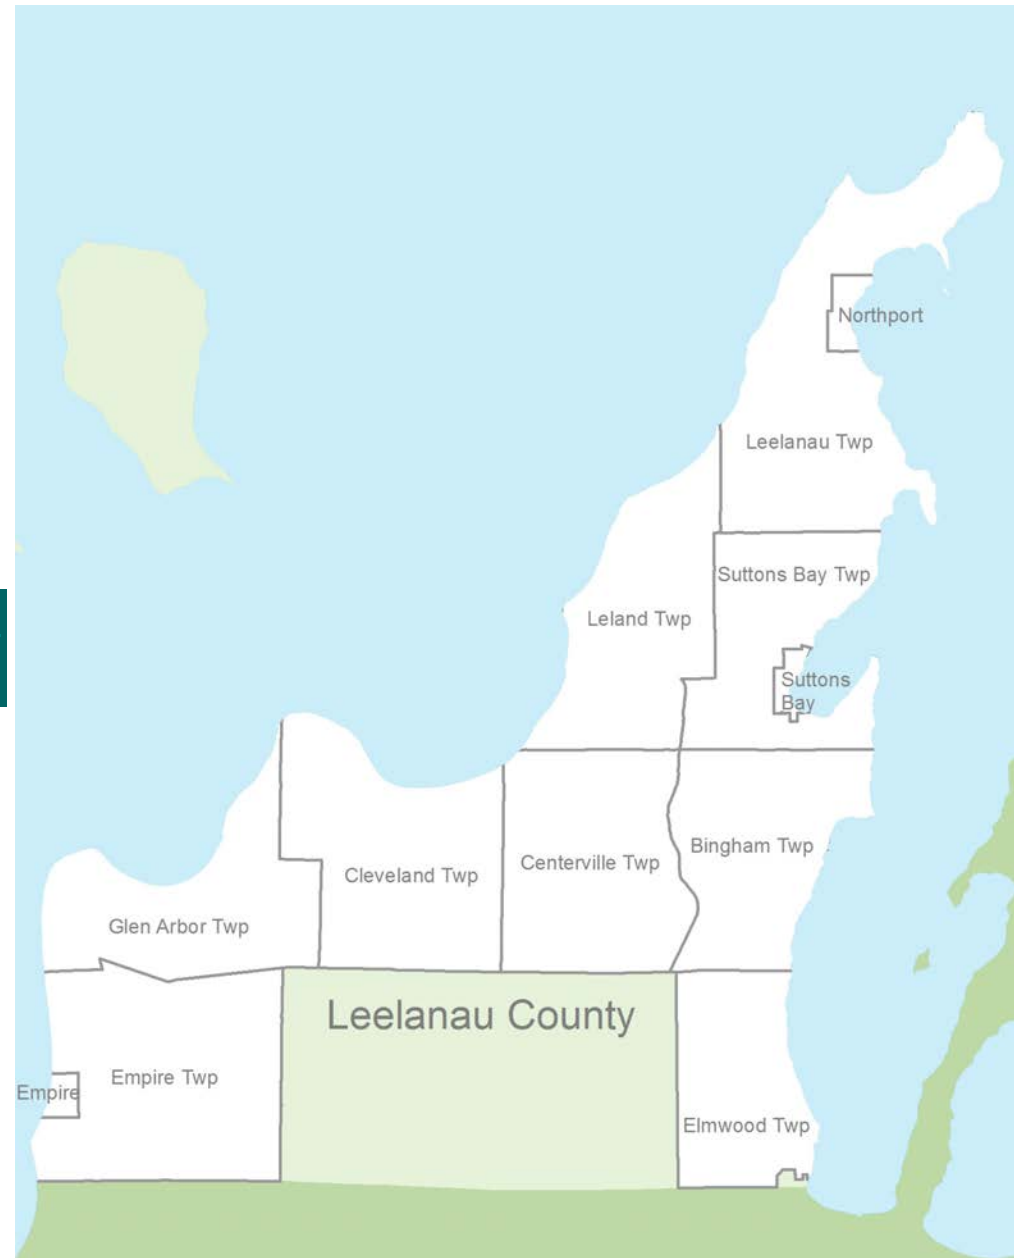 Northport
Leelanau Twp
Suttons Bay Twp
Leland Twp
Suttons
Bay
Bingham Twp
Centerville Twp
Cleveland Twp
Glen Arbor Twp
Leelanau County
Empire Twp
Empire
Elmwood Twp